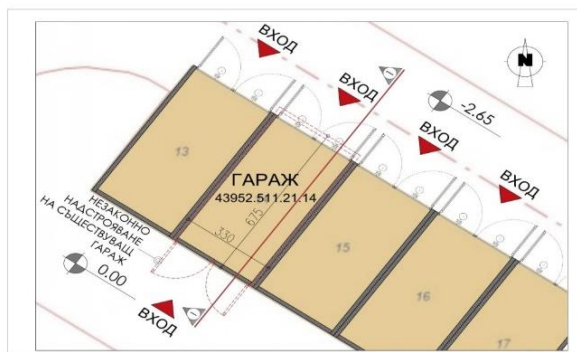 ВХОД
ВХОД
N
-2.65
ВХОД
ВХОД
13
ГАРАЖ
43952.511.21.14
НЕЗАКОННО
НАДСТРОЯВАНЕ
НА СЪЩЕСТВУВАЩ
ГАРАЖ
675
330
15
0.00
16
ВХОД
17